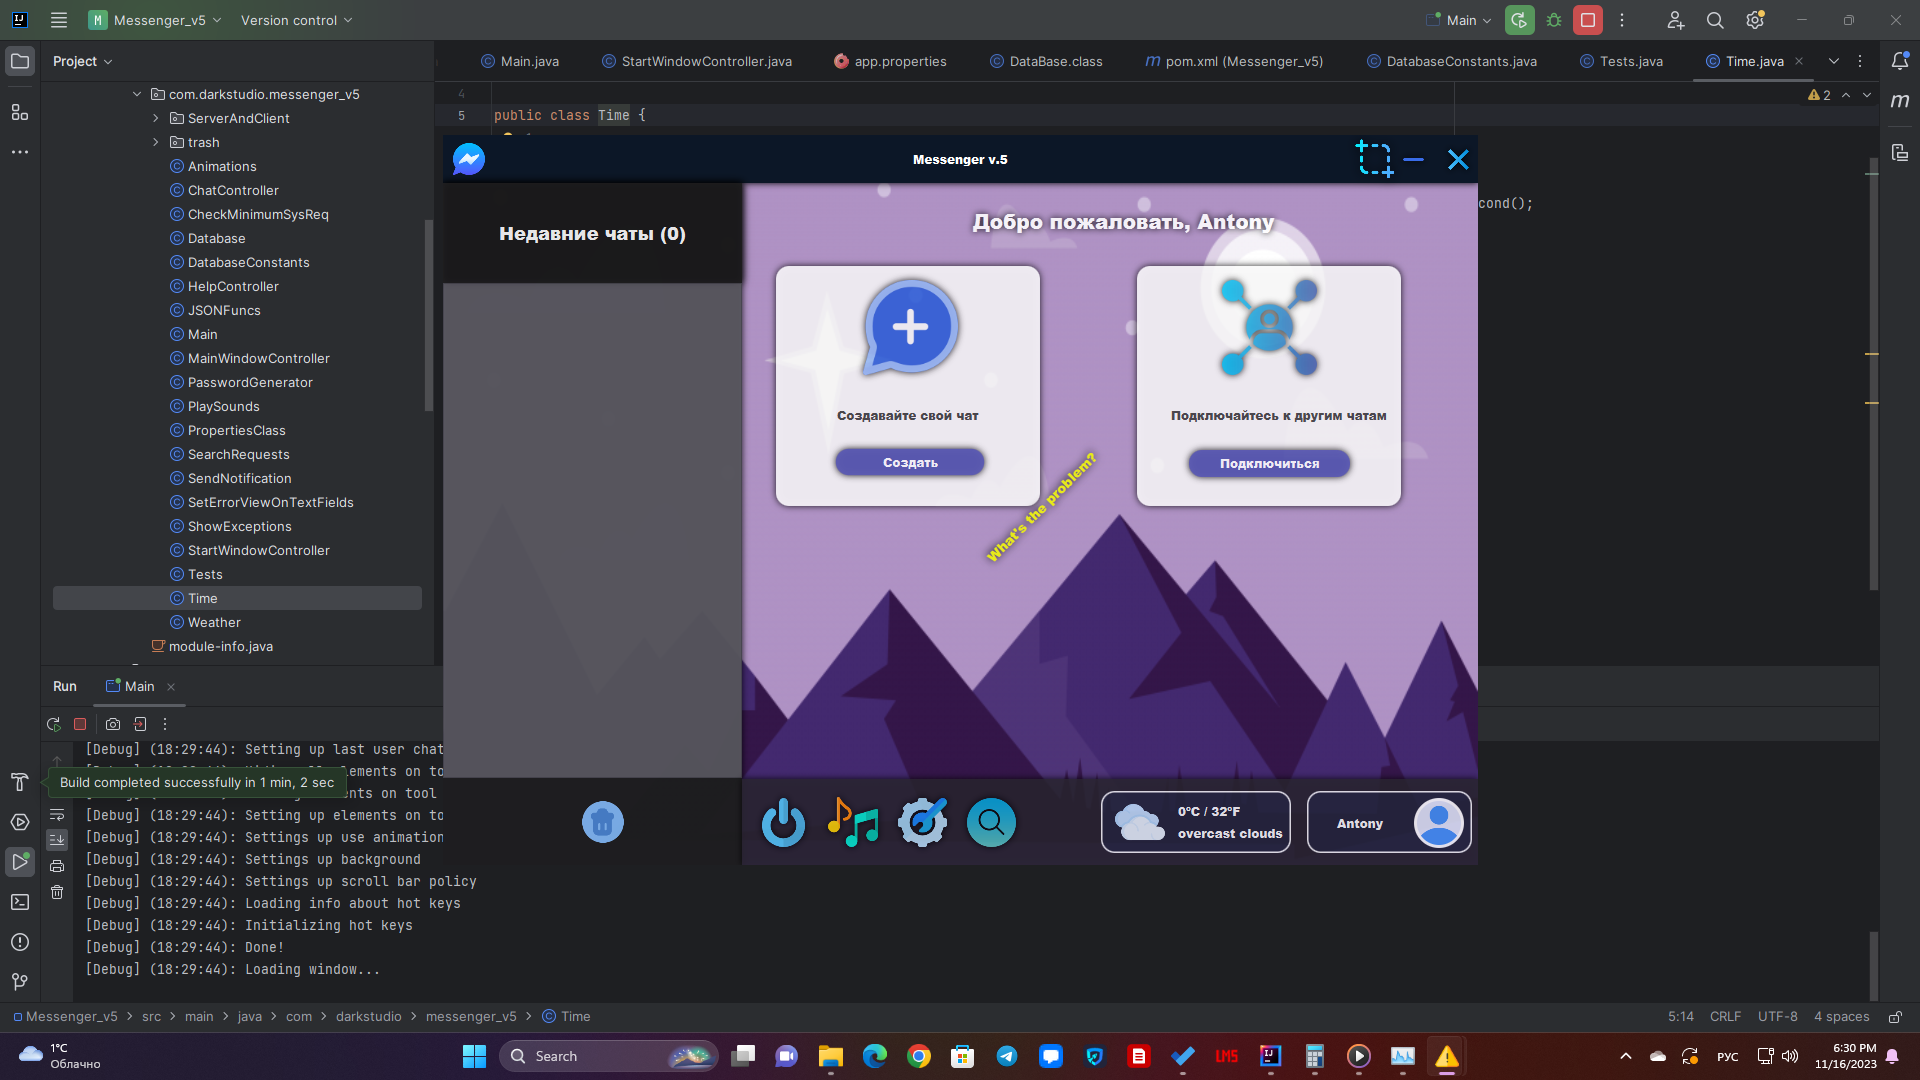 Messenger_v5
Version control
Main
Project
Main.java
StartWindowController.java
app.properties
DataBase.class
pom.xml (Messenger_v5)
DatabaseConstants.java
Tests.java
Time.java
com.darkstudio.messenger_v5
ServerAndClient
trash
Animations
ChatController
CheckMinimumSysReq
Database
DatabaseConstants
HelpController
JSONFuncs
Main
MainWindowController
PasswordGenerator
PlaySounds
PropertiesClass
SearchRequests
SendNotification
SetErrorViewOnTextFields
ShowExceptions
StartWindowController
Tests
Time
Weather
module-info.java
4
5 public class Time {
2
cond();
Messenger v.5
Недавние чаты (0)
Добро пожаловать, Antony
Создавайте свой чат
Создать
Подключайтесь к другим чатам
Подключиться
What's the problem?
0°C / 32°F
overcast clouds
Antony
Run
Main
[Debug] (18:29:44): Setting up last user chat
lements on to
ents on tool
[Debug] (18:29:44): Setting up elements on to
[Debug] (18:29:44): Settings up use animation
[Debug] (18:29:44): Settings up background
[Debug] (18:29:44): Settings up scroll bar policy
[Debug] (18:29:44): Loading info about hot keys
[Debug] (18:29:44): Initializing hot keys
[Debug] (18:29:44): Done!
[Debug] (18:29:44): Loading window...
Build completed successfully in 1 min, 2 sec
Messenger_v5 > src > main > java > com > darkstudio > messenger_v5 > Time
5:14
CRLF
UTF-8
4 spaces
1°C
Облачно
Search
LMS
РУС
6:30 PM
11/16/2023